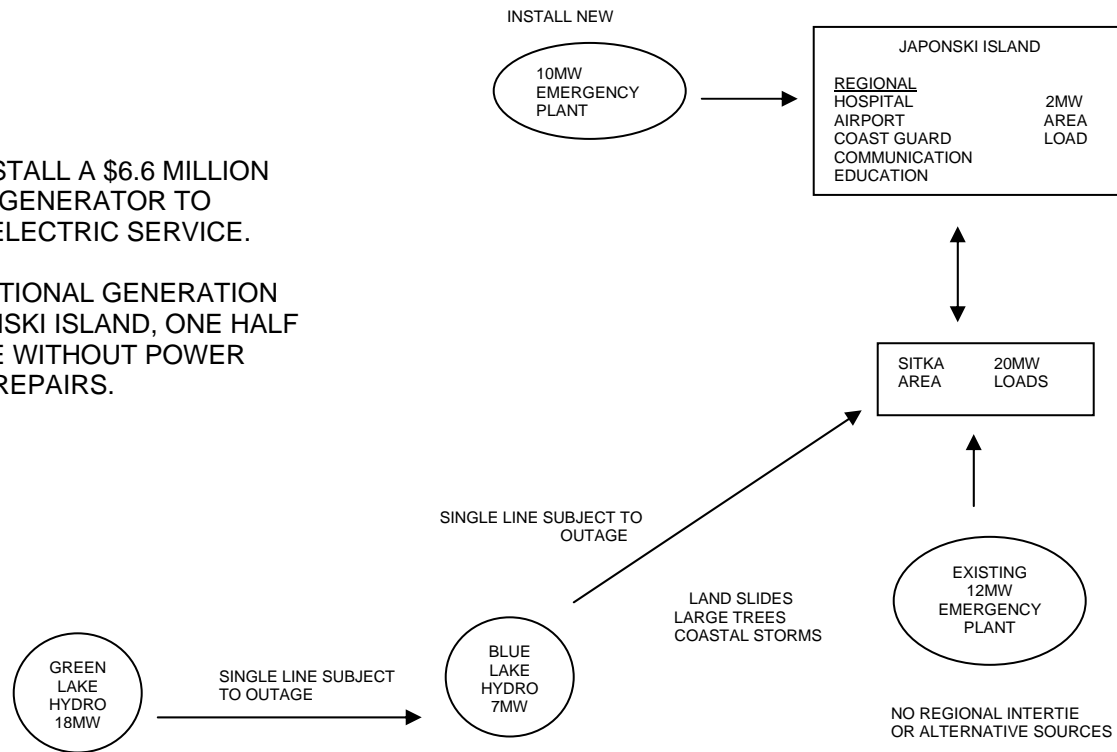 INSTALL NEW
10MW
EMERGENCY
PLANT
JAPONSKI ISLAND
REGIONAL
HOSPITAL 2MW
AIRPORT AREA
COAST GUARD LOAD
COMMUNICATION
EDUCATION
STALL A $6.6 MILLION
GENERATOR TO
ELECTRIC SERVICE.
TIONAL GENERATION
NSKI ISLAND, ONE HALF
E WITHOUT POWER
REPAIRS.
SITKA 20MW
AREA LOADS
SINGLE LINE SUBJECT TO
OUTAGE
LAND SLIDES
LARGE TREES
COASTAL STORMS
EXISTING
12MW
EMERGENCY
PLANT
GREEN
LAKE
HYDRO
18MW
SINGLE LINE SUBJECT
TO OUTAGE
BLUE
LAKE
HYDRO
7MW
NO REGIONAL INTERTIE
OR ALTERNATIVE SOURCES